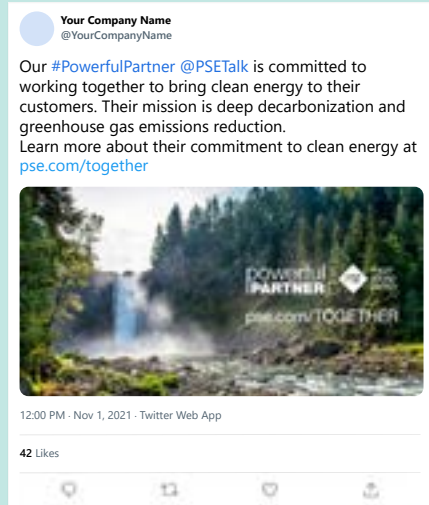 Your Company Name
@YourCompanyName
Our #PowerfulPartner @PSETalk is committed to
working together to bring clean energy to their
customers. Their mission is deep decarbonization and
greenhouse gas emissions reduction.
Learn more about their commitment to clean energy at
pse.com/together
powerful
PARTNER
pse.com/TOGETHER
12:00 PM · Nov 1, 2021 · Twitter Web App
42 Likes